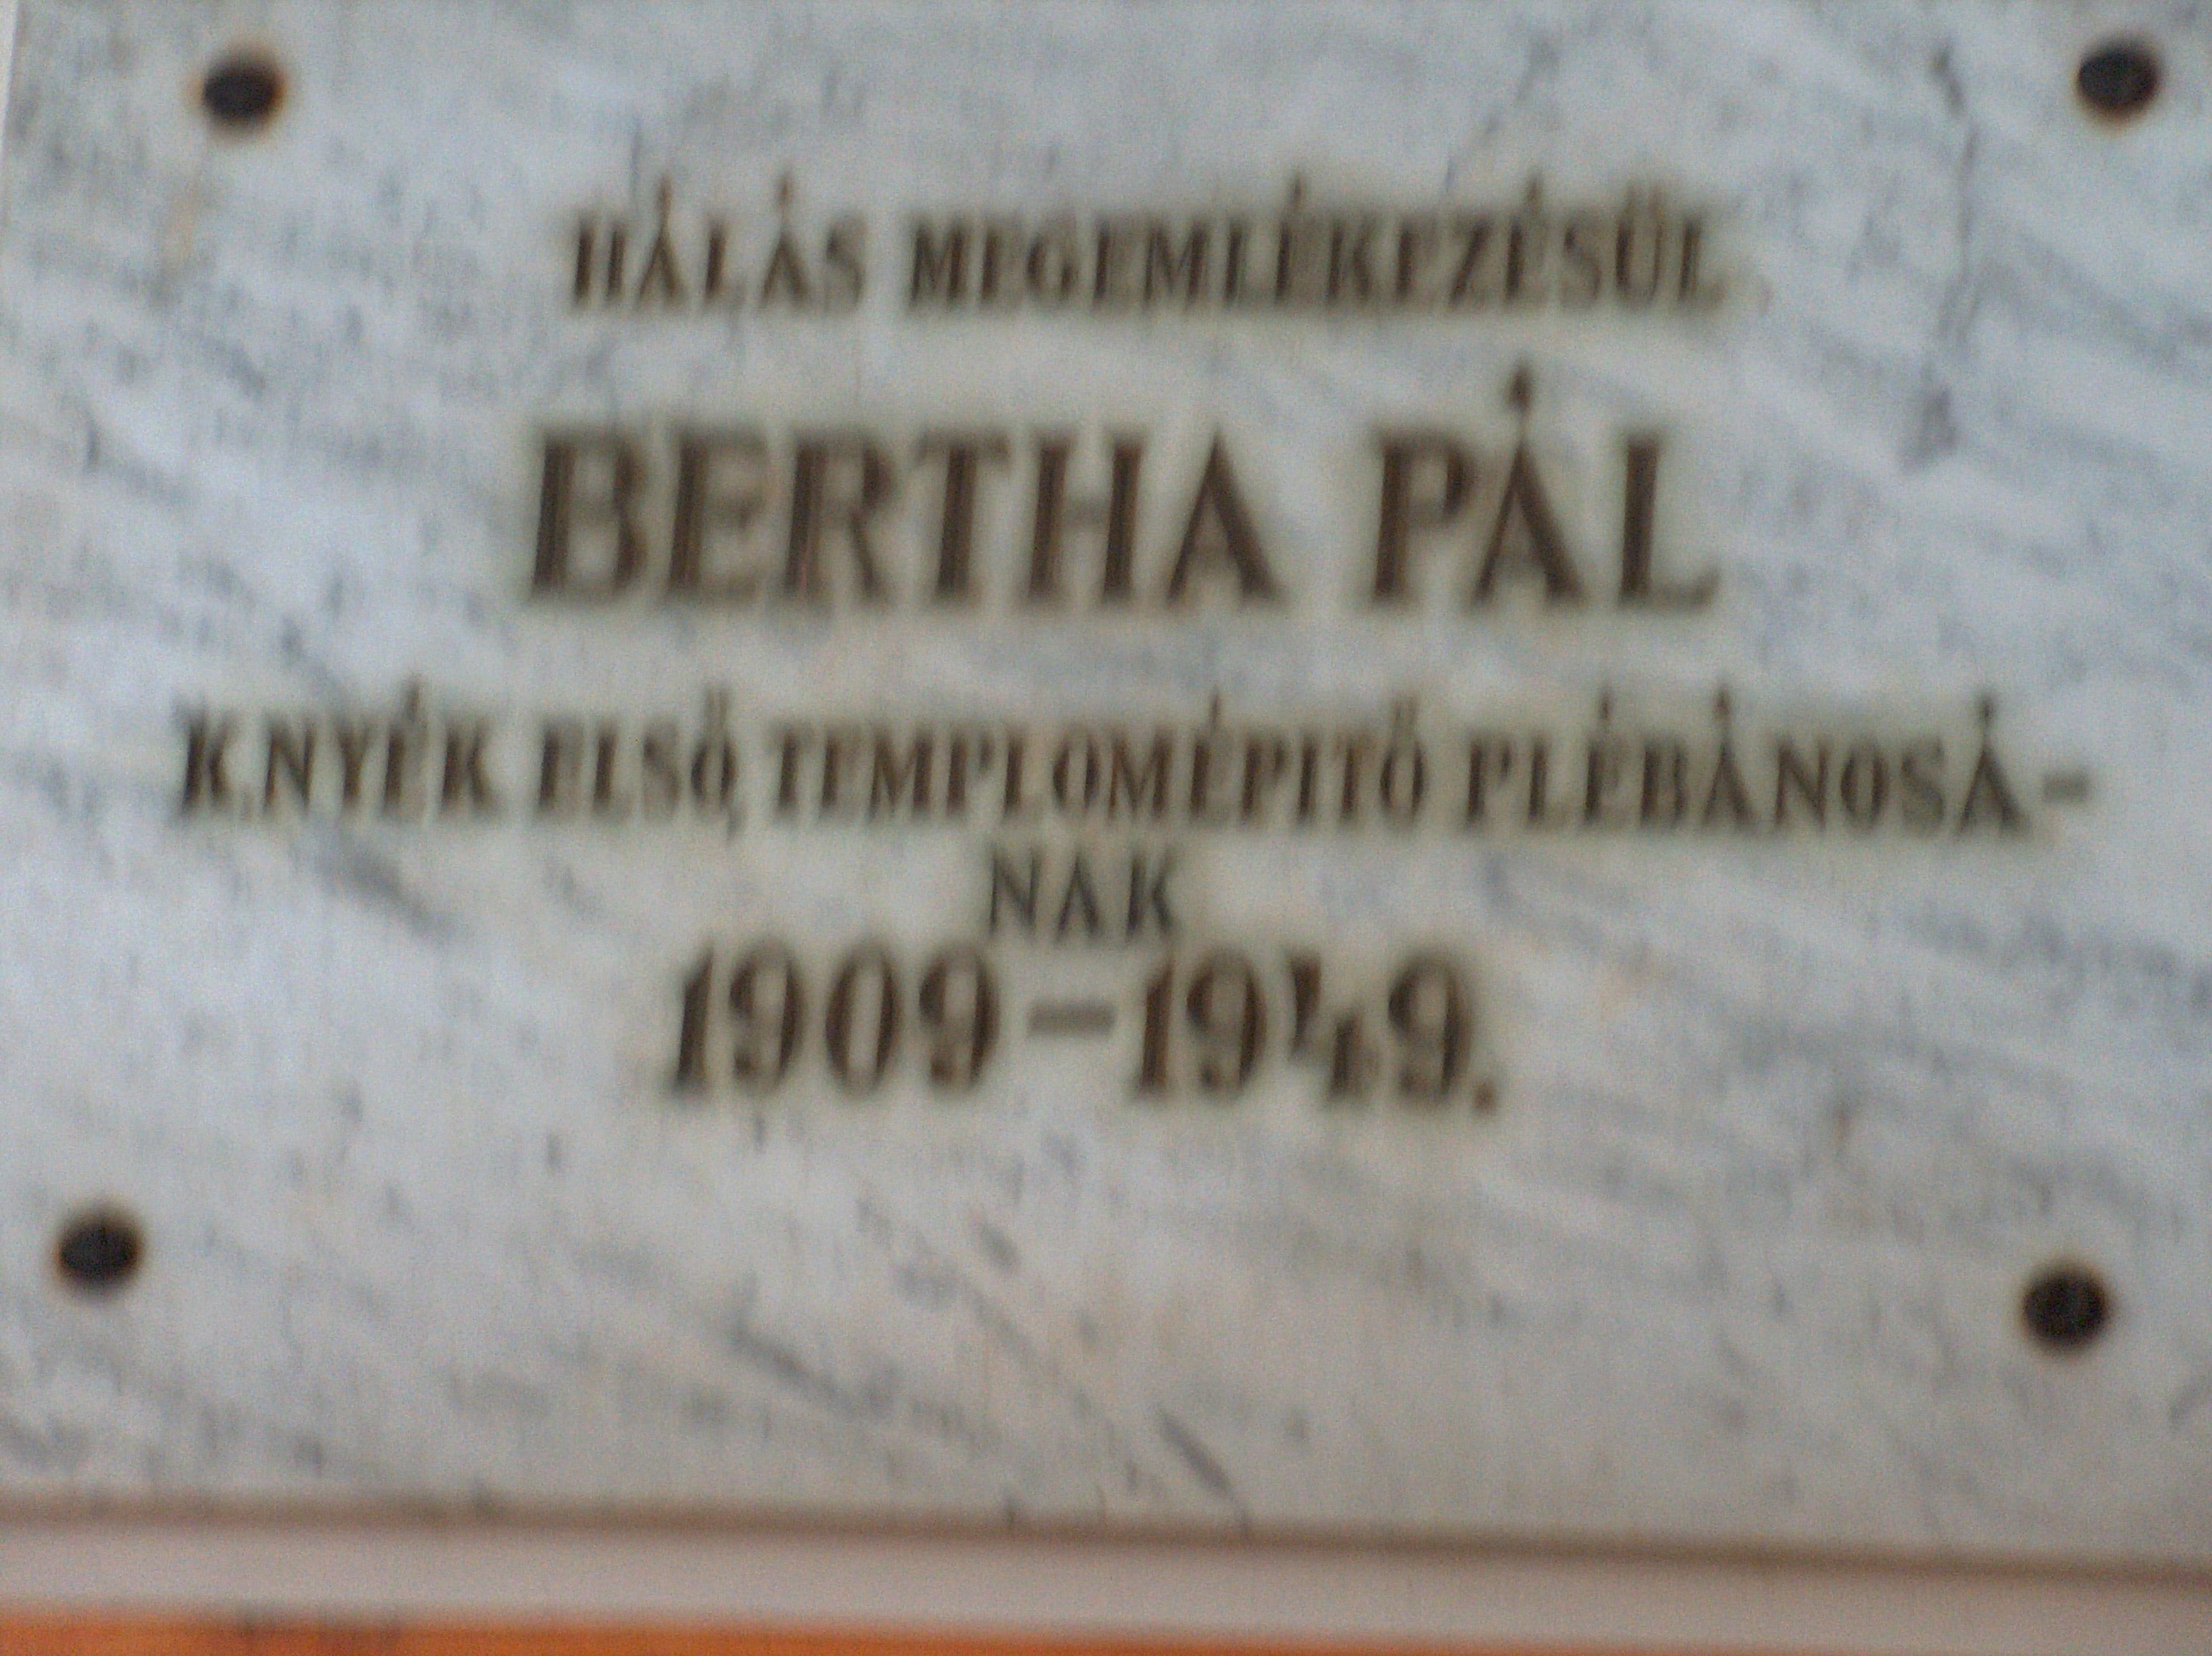 HÁLÁS MEGEMLÉKEZÉSÜL
BERTHA PÁL
K.NYÉK ELSŐ, TEMPLOMÉPITŐ PLÉBÁNOSÁ-
NAK
1909-1949.